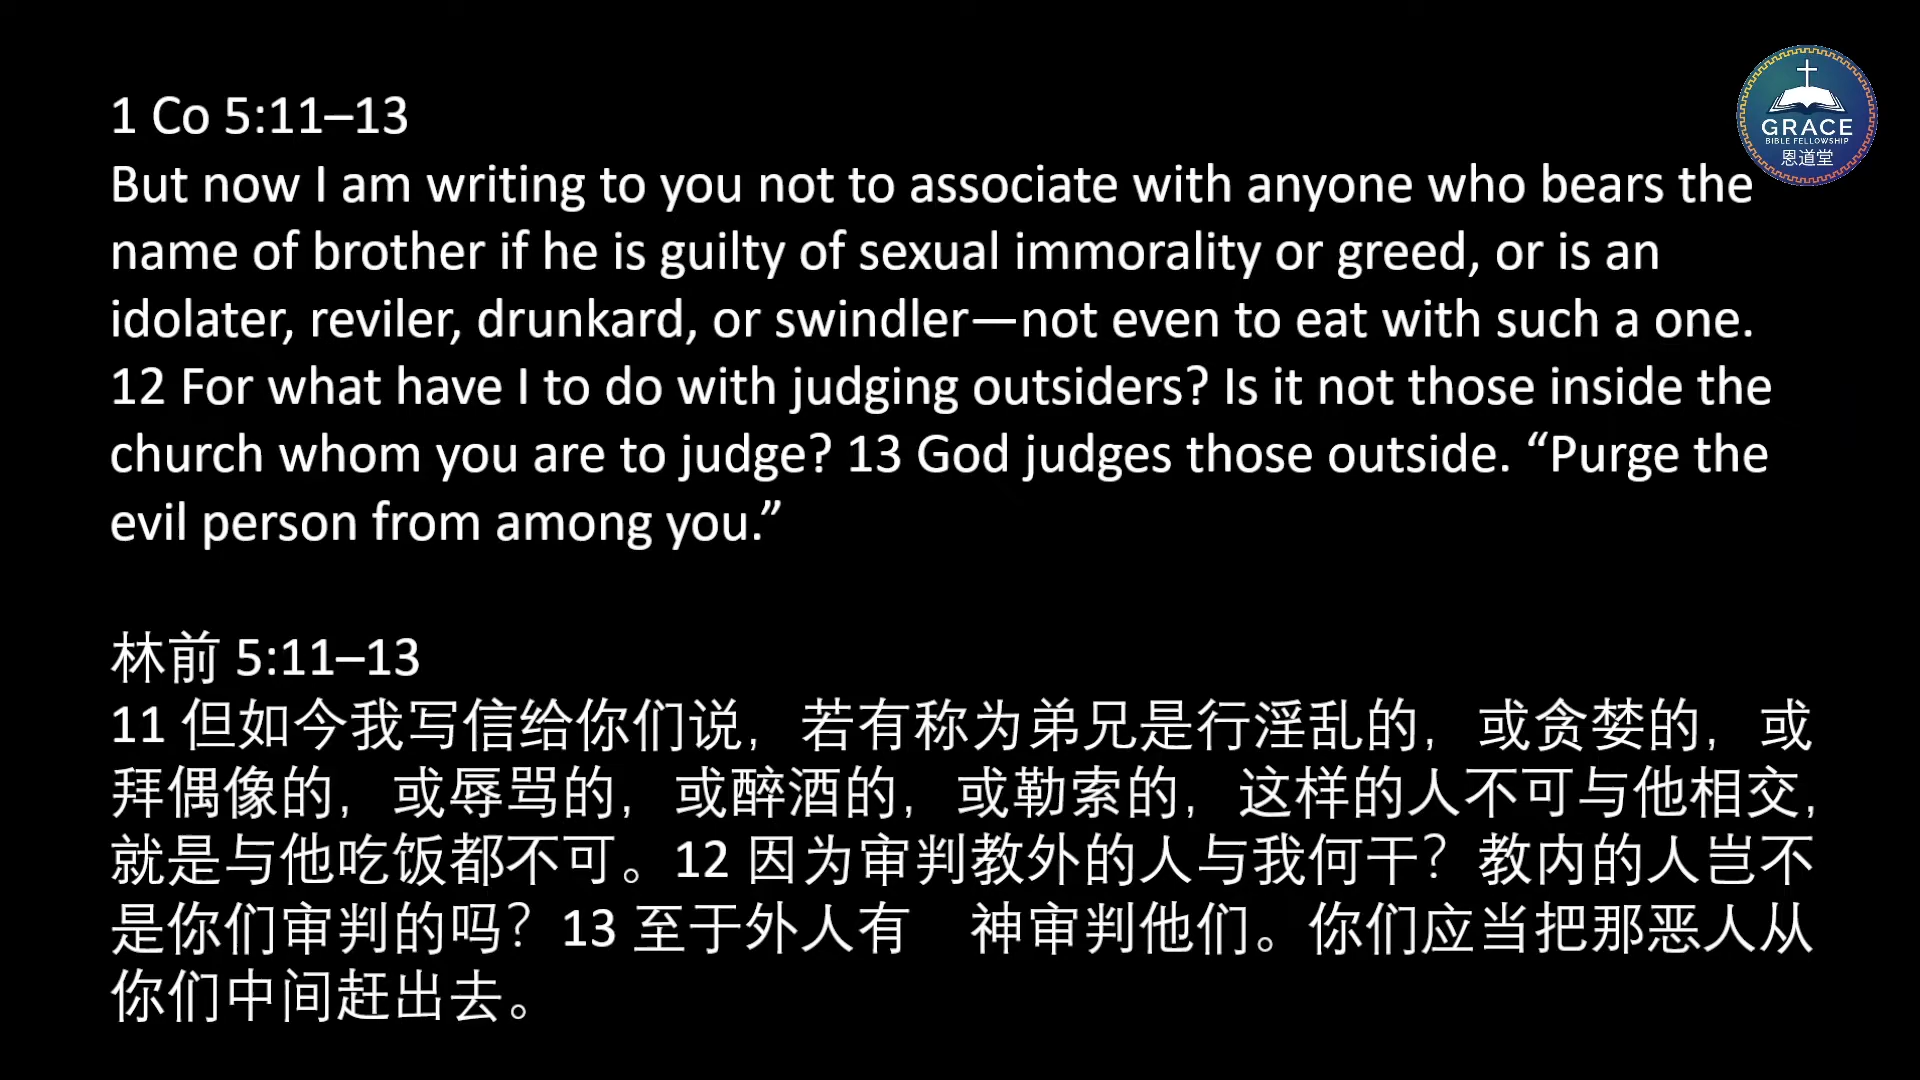 1 Co 5:11–13
But now I am writing to you not to associate with anyone who bears the
name of brother if he is guilty of sexual immorality or greed, or is an
idolater, reviler, drunkard, or swindler—not even to eat with such a one.
12 For what have I to do with judging outsiders? Is it not those inside the
church whom you are to judge? 13 God judges those outside. “Purge the
evil person from among you.”
林前 5:11–13
11 但如今我写信给你们说，若有称为弟兄是行淫乱的，或贪婪的，或
拜偶像的，或辱骂的，或醉酒的，或勒索的，这样的人不可与他相交，
就是与他吃饭都不可。12 因为审判教外的人与我何干？教内的人岂不
是你们审判的吗？13 至于外人有　神审判他们。你们应当把那恶人从
你们中间赶出去。
GRACE
BIBLE FELLOWSHIP
恩道堂